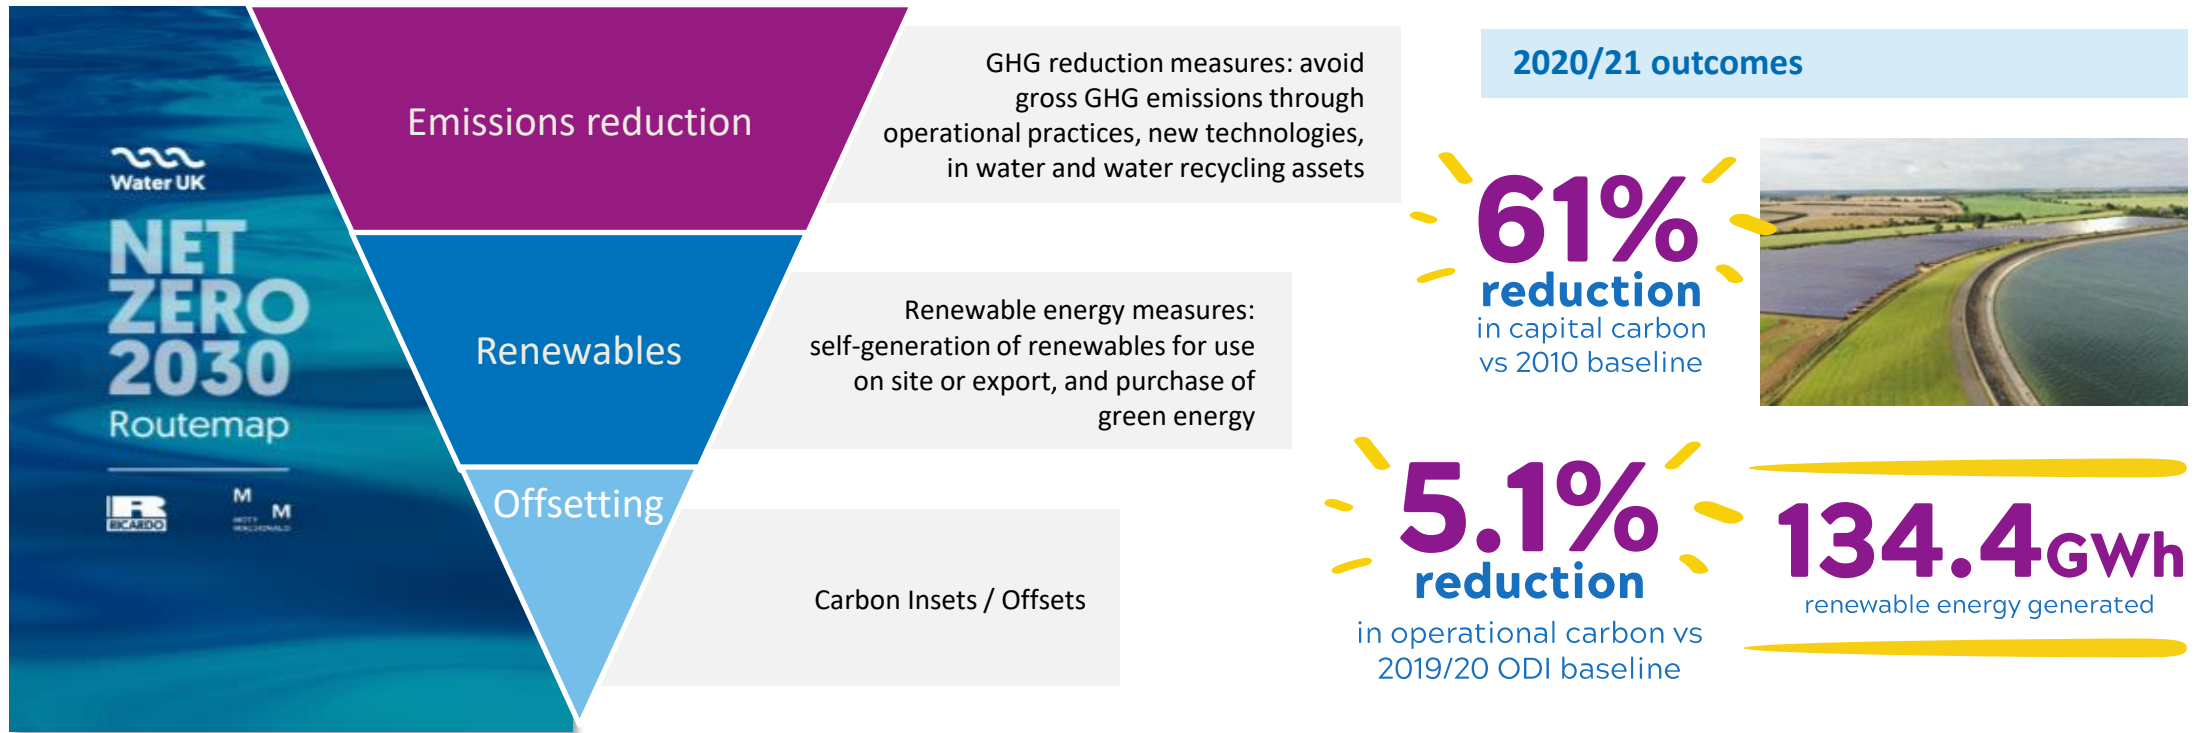 Water UK
NET
ZERO
2030
Routemap
RICARDO
M
M
MOTT
MACDONALD
Emissions reduction
Renewables
Offsetting
GHG reduction measures: avoid
gross GHG emissions through
operational practices, new technologies,
in water and water recycling assets
Renewable energy measures:
self-generation of renewables for use
on site or export, and purchase of
green energy
Carbon Insets / Offsets
2020/21 outcomes
61%
reduction
in capital carbon
vs 2010 baseline
5.1%
reduction
in operational carbon vs
2019/20 ODI baseline
134.4GWh
renewable energy generated